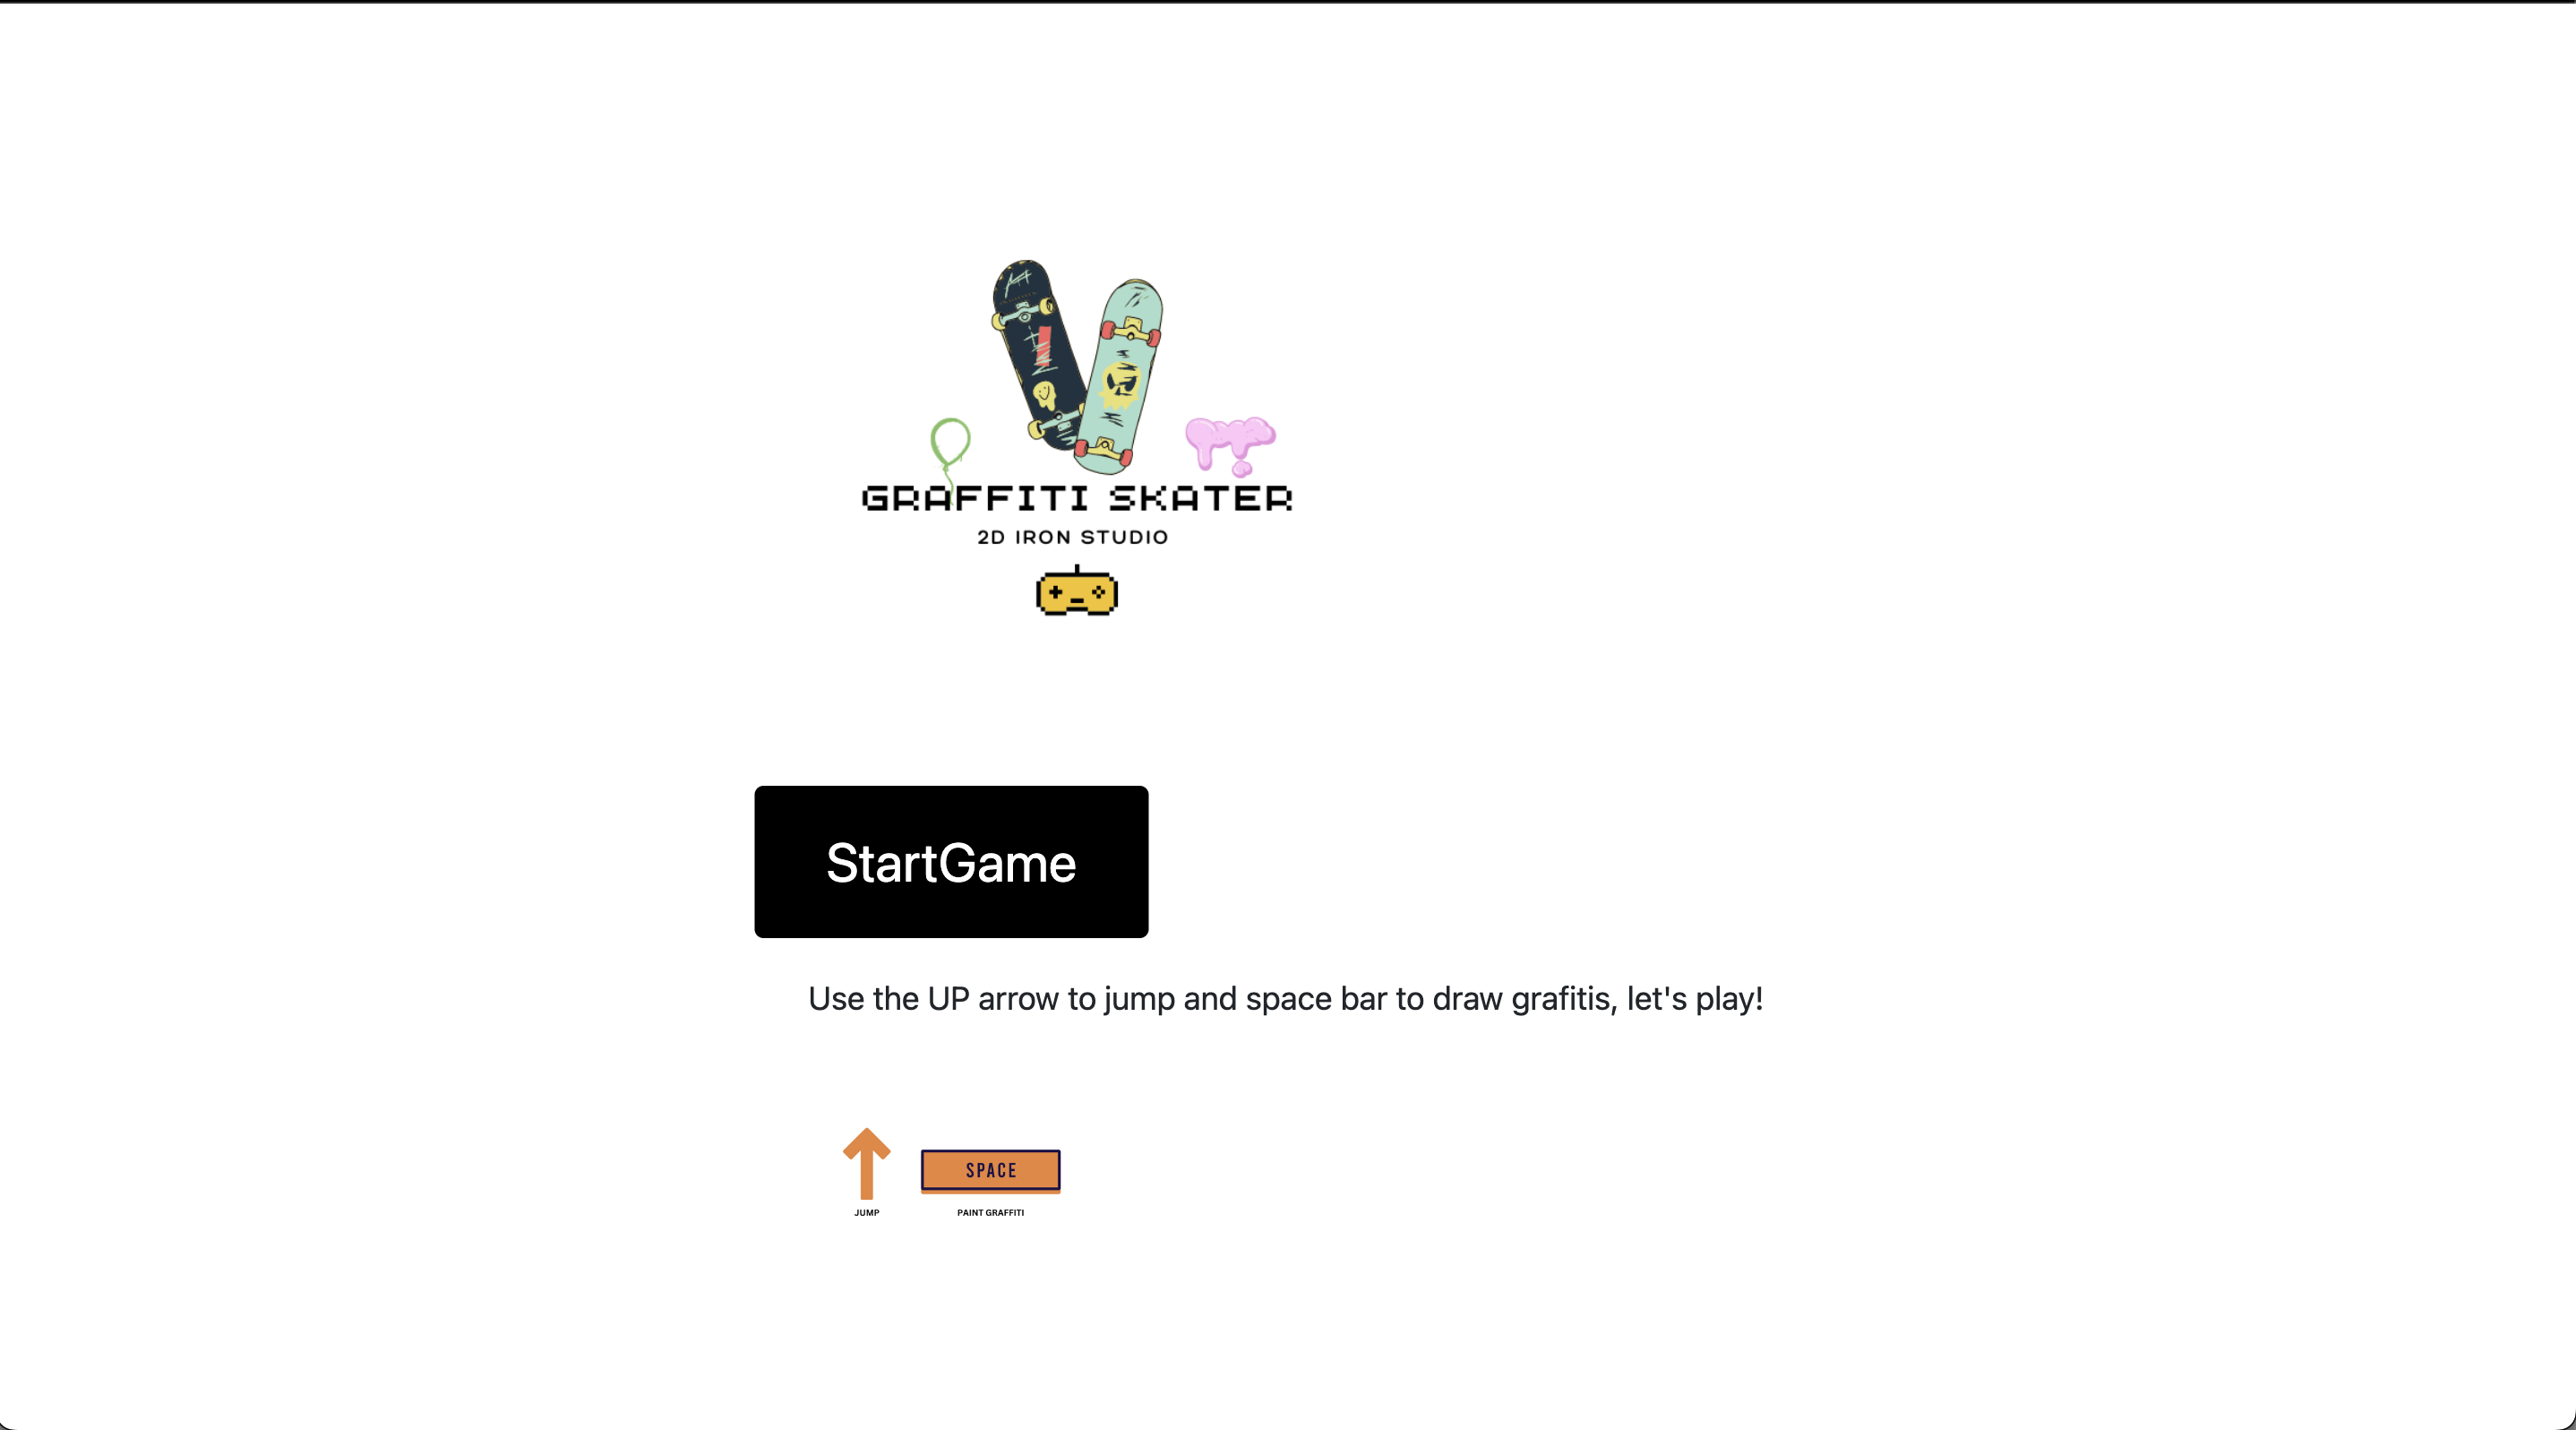 GRAFFITI SKATER
2D IRON STUDIO
StartGame
Use the UP arrow to jump and space bar to draw grafitis, let's play!
SPACE
JUMP
PAINT GRAFFITI